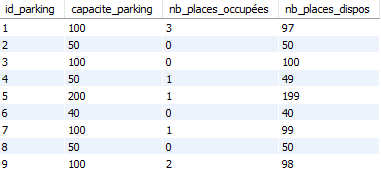 id_parking capacite_parking nb_places_occupées nb_places_dispos
1 100 3 97
2 50 0 50
3 100 0 100
4 50 1 49
5 200 1 199
6 40 0 40
7 100 1 99
8 50 0 50
9 100 2 98